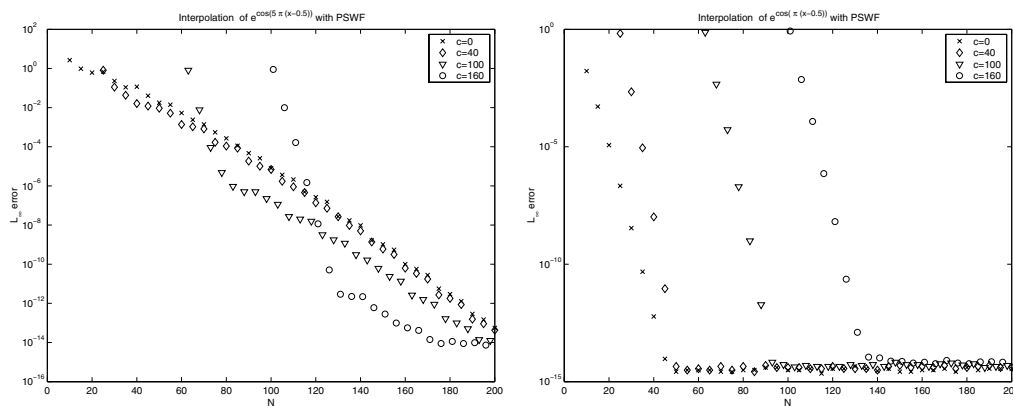 Interpolation of e^cos(5 π (x-0.5)) with PSWF
10^2
10^0
10^-2
10^-4
10^-6
10^-8
10^-10
10^-12
10^-14
10^-16
L∞ error
c=0
c=40
c=100
c=160
0 20 40 60 80 100 120 140 160 180 200
N
Interpolation of e^cos( π (x-0.5)) with PSWF
10^0
10^-5
10^-10
10^-15
L∞ error
c=0
c=40
c=100
c=160
0 20 40 60 80 100 120 140 160 180 200
N